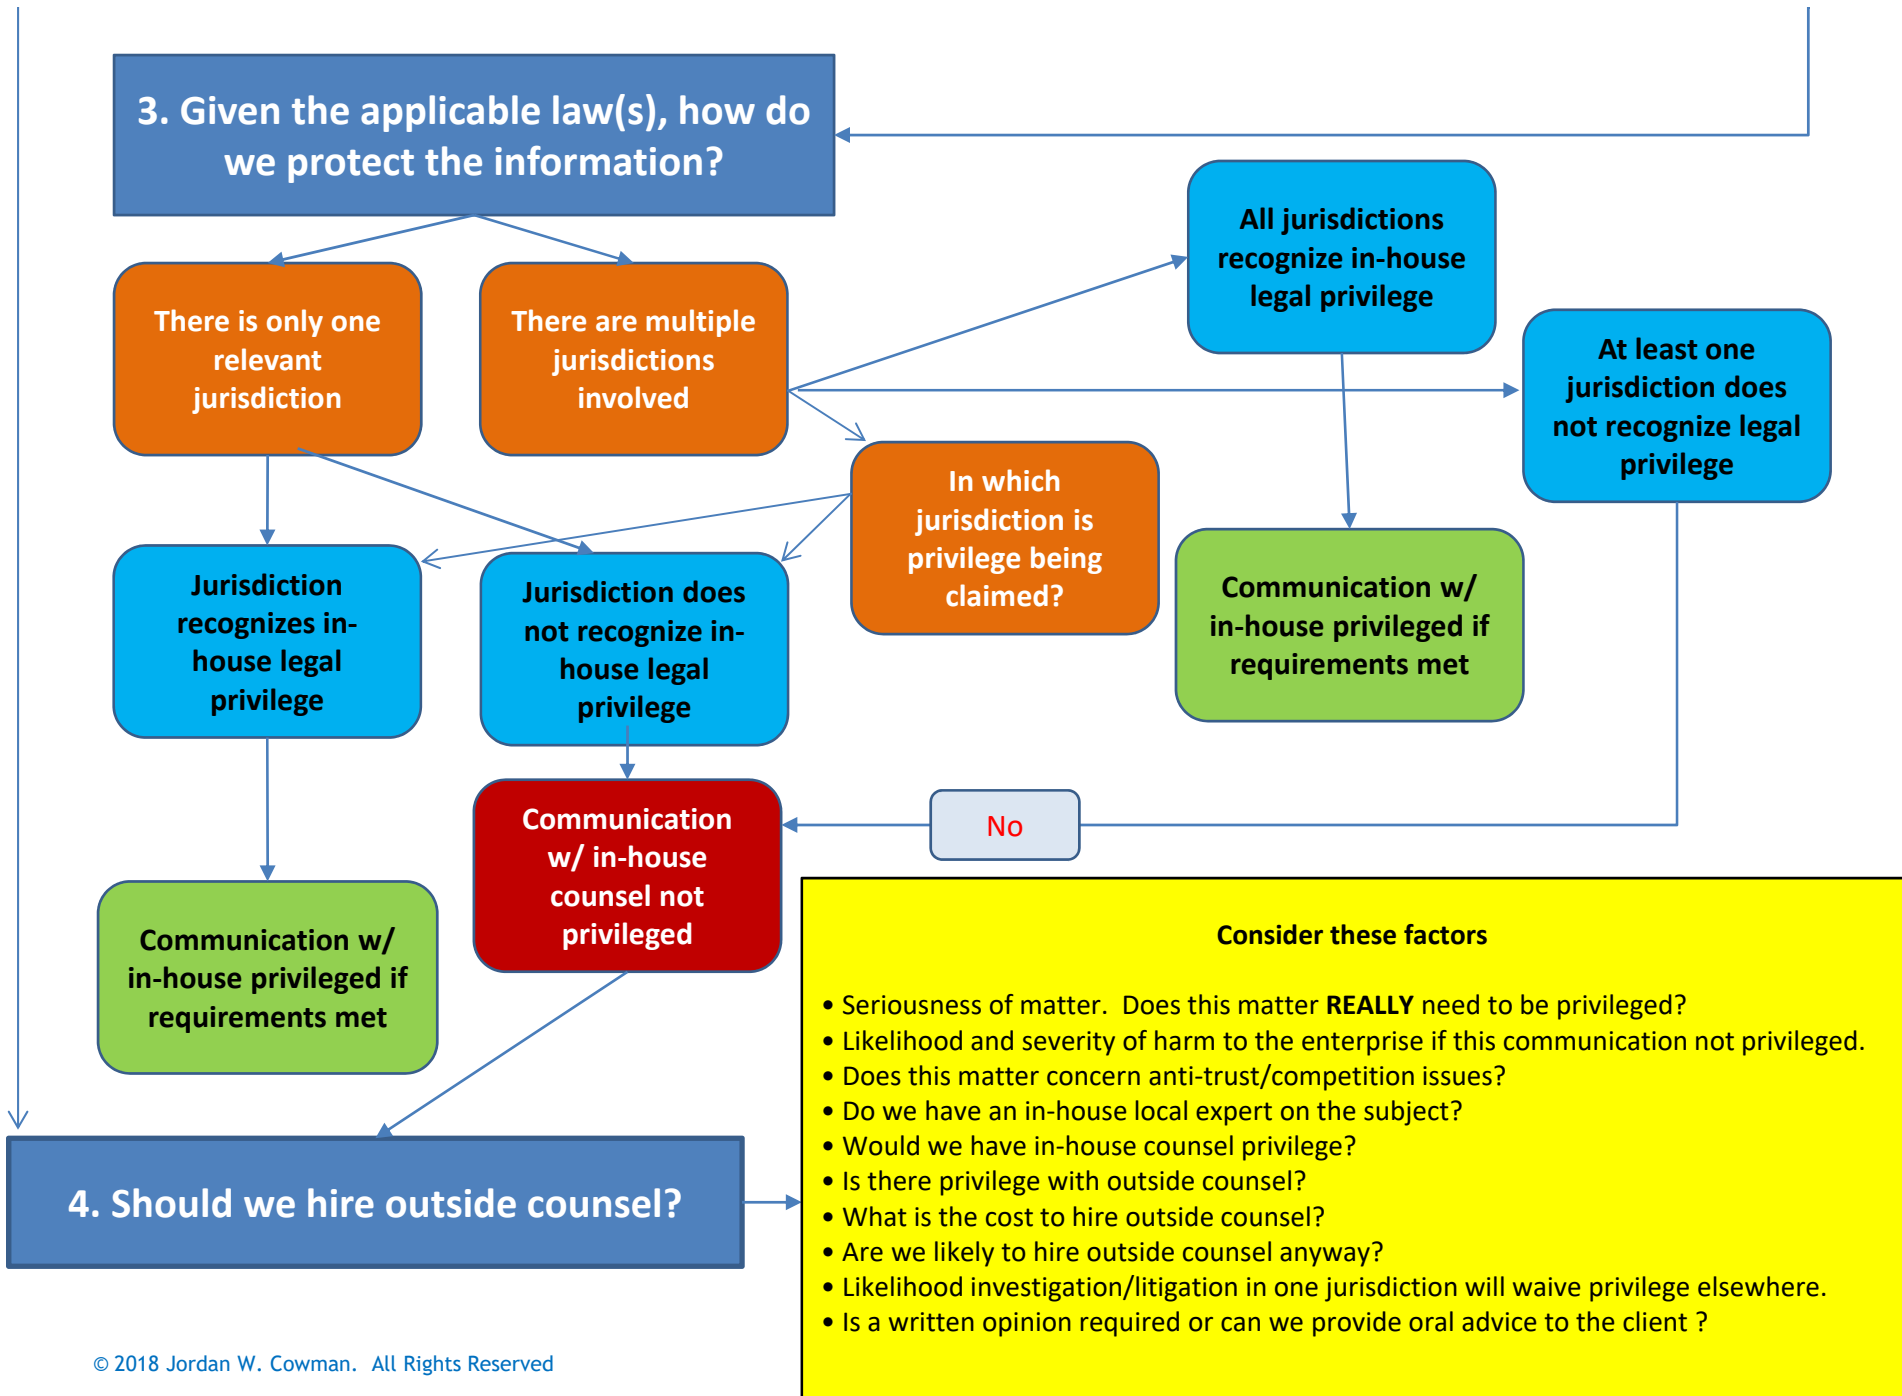 3. Given the applicable law(s), how do
we protect the information?
All jurisdictions
recognize in-house
legal privilege
There is only one
relevant
jurisdiction
There are multiple
jurisdictions
involved
At least one
jurisdiction does
not recognize legal
privilege
In which
jurisdiction is
privilege being
claimed?
Jurisdiction
recognizes in-
house legal
privilege
Jurisdiction does
not recognize in-
house legal
privilege
Communication w/
in-house privileged if
requirements met
Communication
w/ in-house
counsel not
privileged
No
Communication w/
in-house privileged if
requirements met
Consider these factors
• Seriousness of matter.  Does this matter REALLY need to be privileged?
• Likelihood and severity of harm to the enterprise if this communication not privileged.
• Does this matter concern anti-trust/competition issues?
• Do we have an in-house local expert on the subject?
• Would we have in-house counsel privilege?
• Is there privilege with outside counsel?
• What is the cost to hire outside counsel?
• Are we likely to hire outside counsel anyway?
• Likelihood investigation/litigation in one jurisdiction will waive privilege elsewhere.
• Is a written opinion required or can we provide oral advice to the client ?
4. Should we hire outside counsel?
© 2018 Jordan W. Cowman.  All Rights Reserved